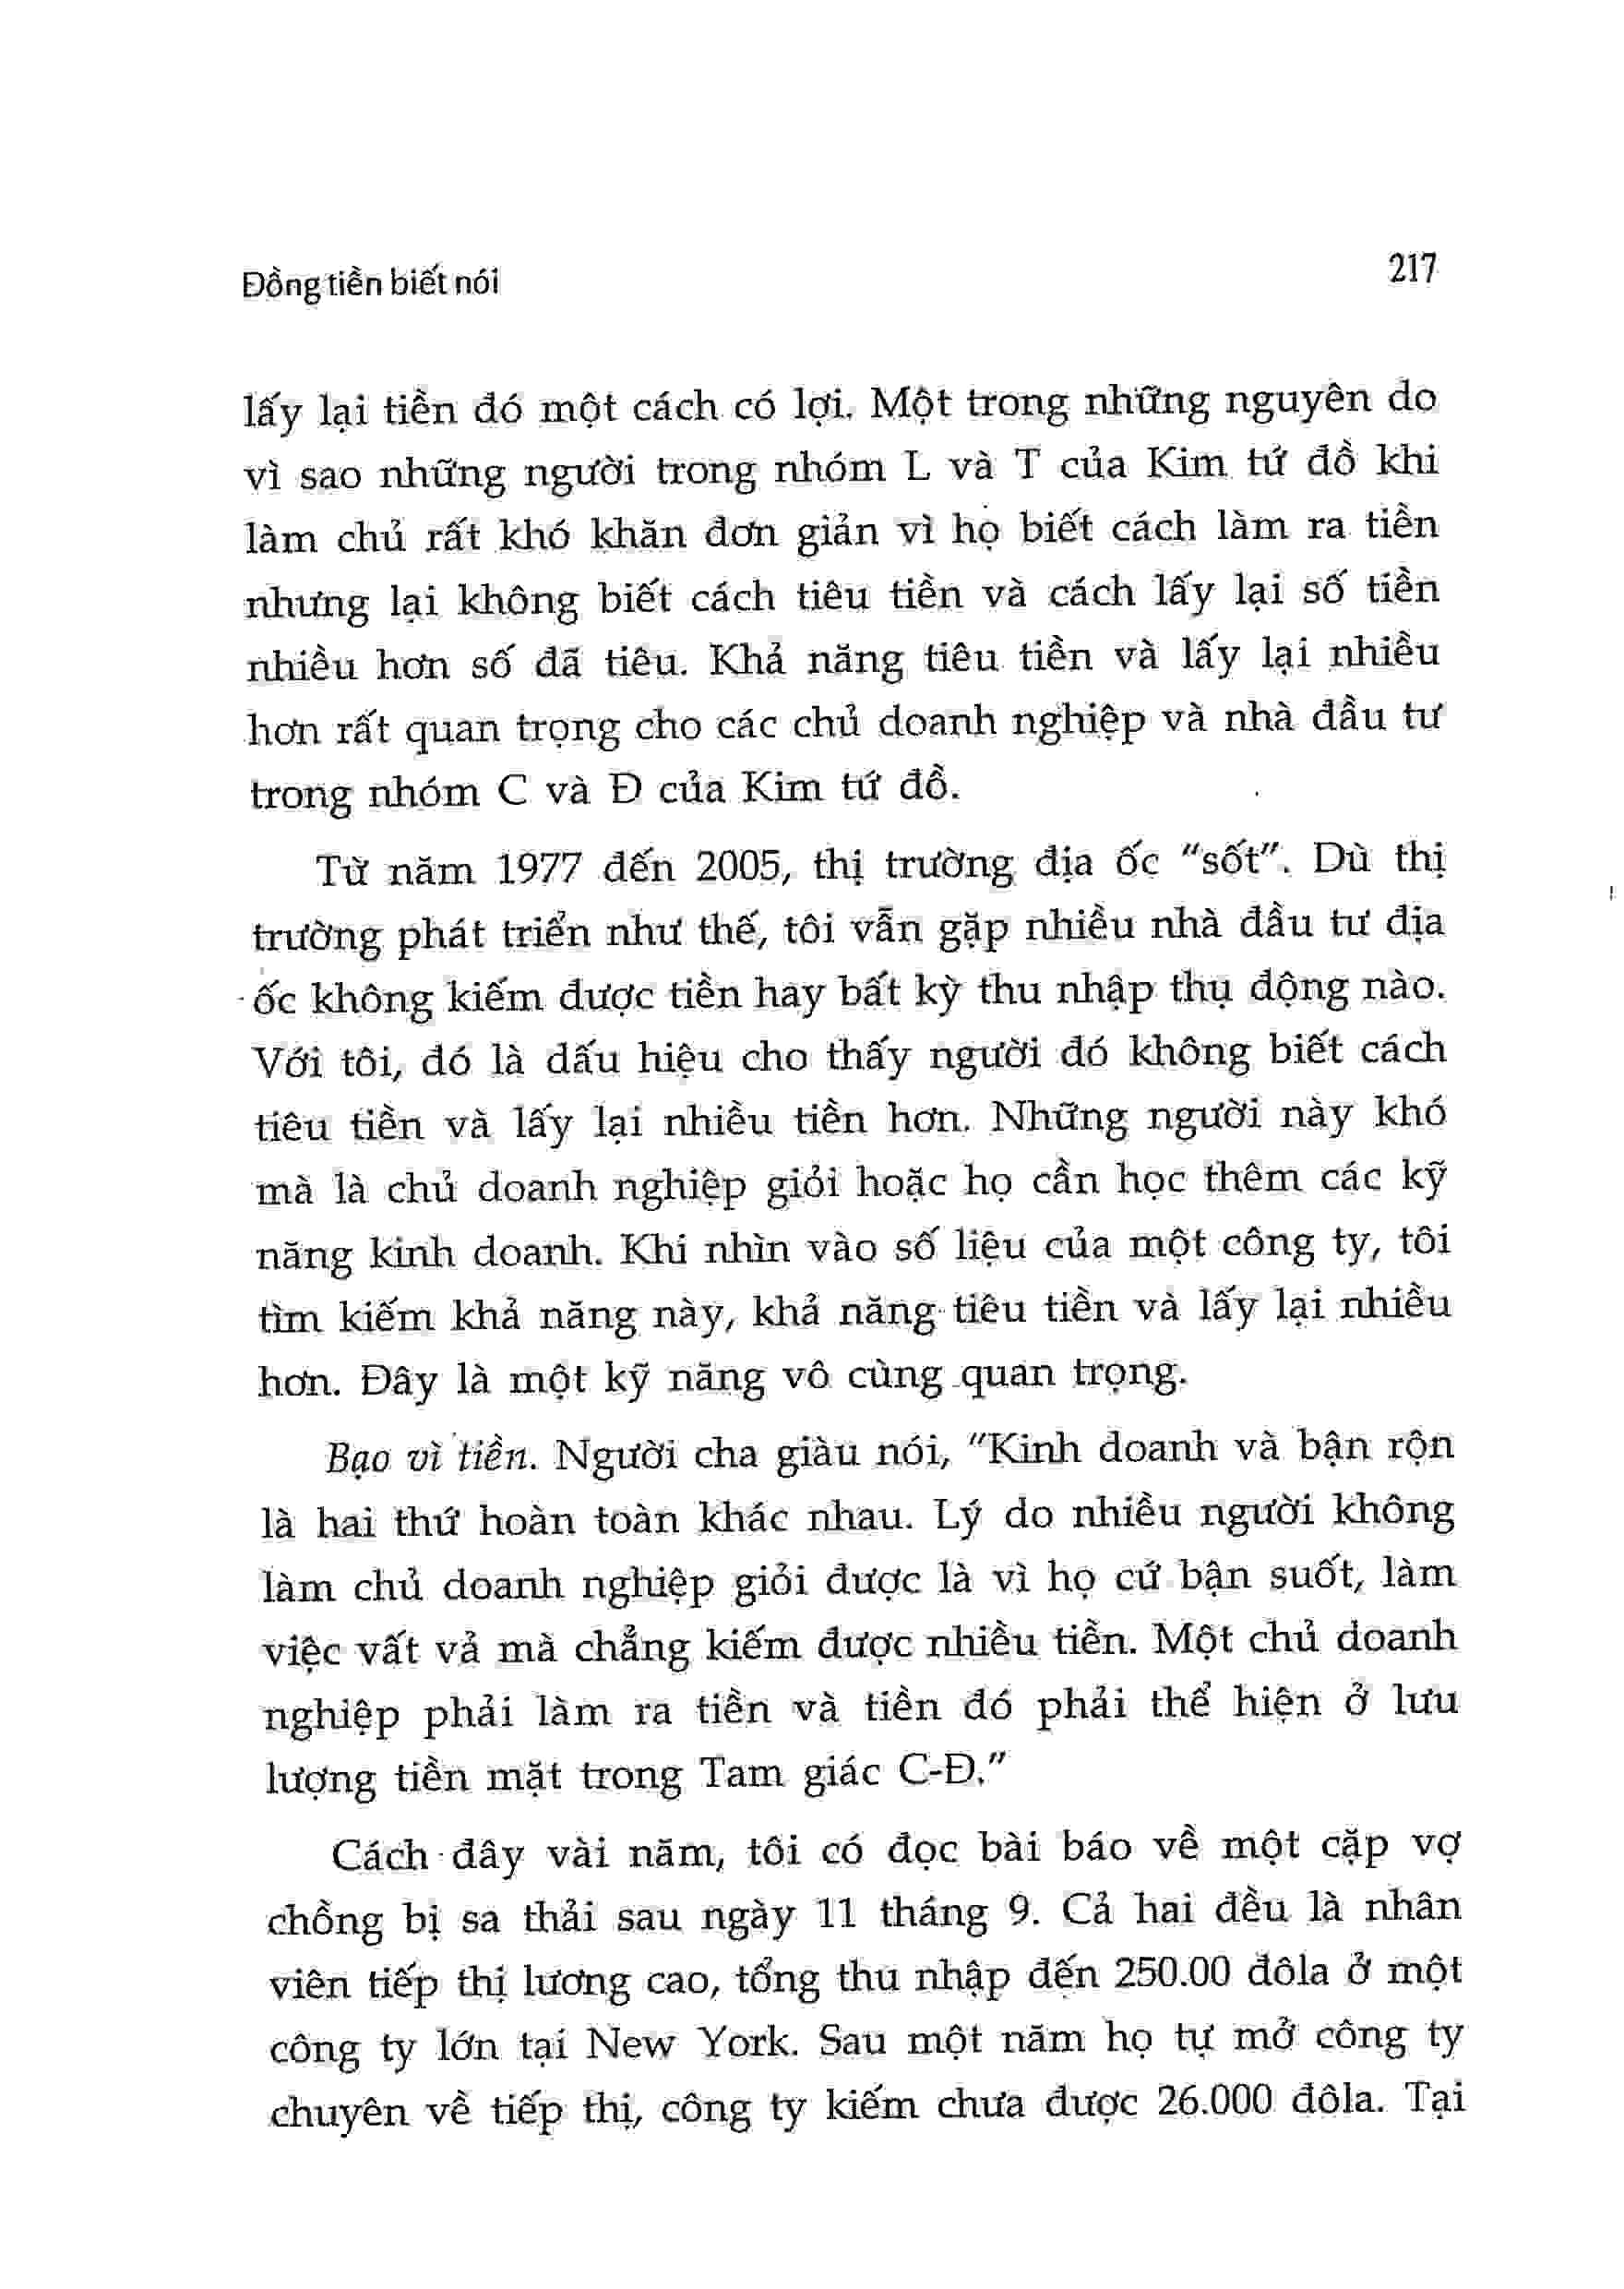 Đồng tiền biết nói 217
lấy lại tiền đó một cách có lợi. Một trong những nguyên do
vì sao những người trong nhóm L và T của Kim tứ đồ khi
làm chủ rất khó khăn đơn giản vì họ biết cách làm ra tiền
nhưng lại không biết cách tiêu tiền và cách lấy lại số tiền
nhiều hơn số đã tiêu. Khả năng tiêu tiền và lấy lại nhiều
hơn rất quan trọng cho các chủ doanh nghiệp và nhà đầu tư
trong nhóm C và Đ của Kim tứ đồ.
Từ năm 1977 đến 2005, thị trường địa ốc "sốt". Dù thị
trường phát triển như thế, tôi vẫn gặp nhiều nhà đầu tư địa
ốc không kiếm được tiền hay bất kỳ thu nhập thụ động nào.
Với tôi, đó là dấu hiệu cho thấy người đó không biết cách
tiêu tiền và lấy lại nhiều tiền hơn. Những người này khó
mà là chủ doanh nghiệp giỏi hoặc họ cần học thêm các kỹ
năng kinh doanh. Khi nhìn vào số liệu của một công ty, tôi
tìm kiếm khả năng này, khả năng tiêu tiền và lấy lại nhiều
hơn. Đây là một kỹ năng vô cùng quan trọng.
Bạo vì tiền. Người cha giàu nói, "Kinh doanh và bận rộn
là hai thứ hoàn toàn khác nhau. Lý do nhiều người không
làm chủ doanh nghiệp giỏi được là vì họ cứ bận suốt, làm
việc vất vả mà chẳng kiếm được nhiều tiền. Một chủ doanh
nghiệp phải làm ra tiền và tiền đó phải thể hiện ở lưu
lượng tiền mặt trong Tam giác C-Đ."
Cách đây vài năm, tôi có đọc bài báo về một cặp vợ
chồng bị sa thải sau ngày 11 tháng 9. Cả hai đều là nhân
viên tiếp thị lương cao, tổng thu nhập đến 250.00 đôla ở một
công ty lớn tại New York. Sau một năm họ tự mở công ty
chuyên về tiếp thị, công ty kiếm chưa được 26.000 đôla. Tại